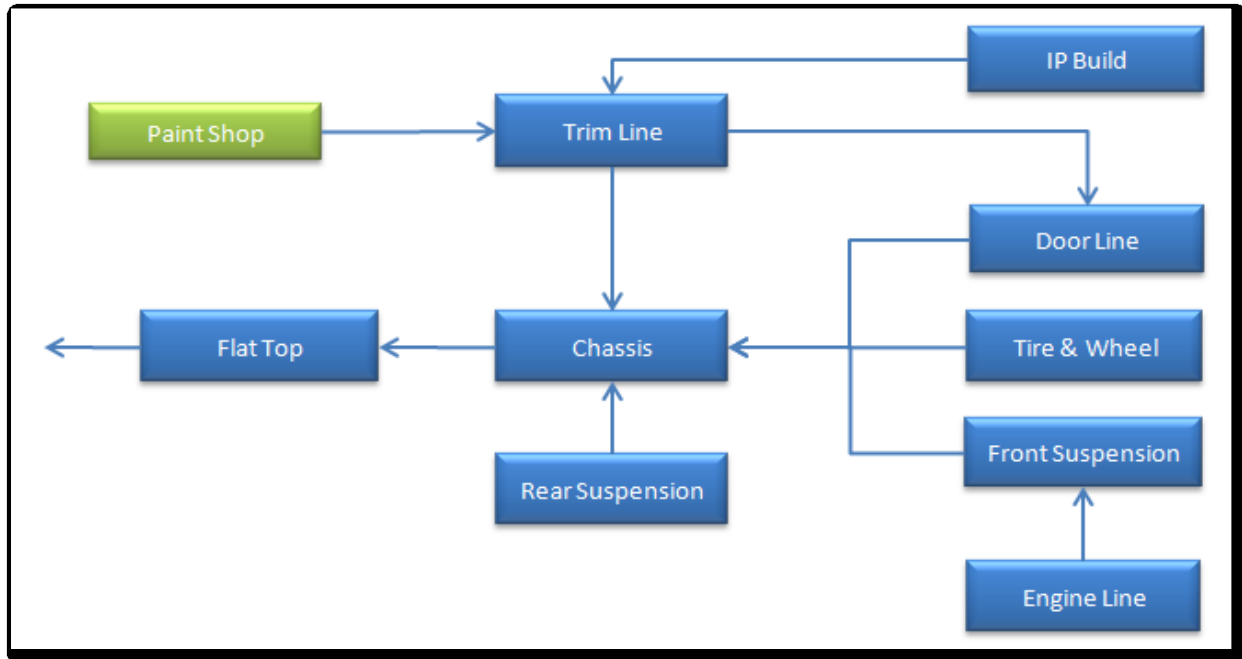 IP Build
Paint Shop
Trim Line
Door Line
Flat Top
Chassis
Tire & Wheel
Front Suspension
Rear Suspension
Engine Line